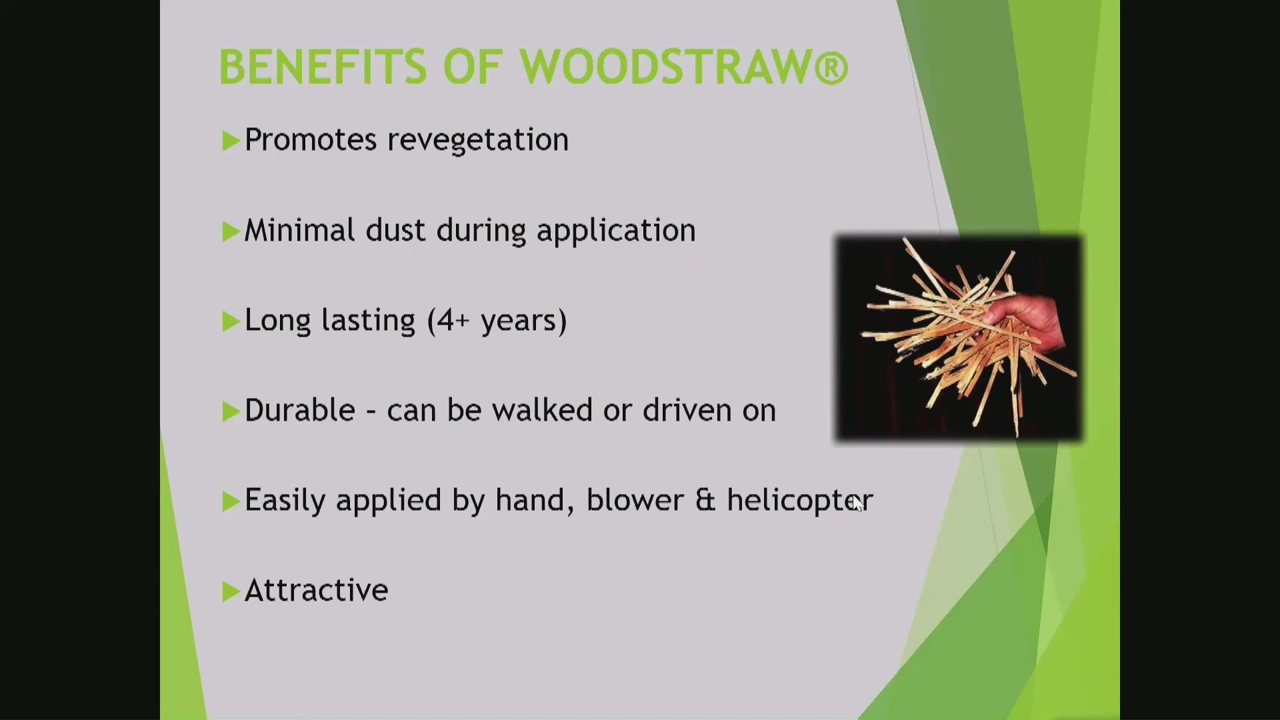 BENEFITS OF WOODSTRAW®
Promotes revegetation
Minimal dust during application
Long lasting (4+ years)
Durable – can be walked or driven on
Easily applied by hand, blower & helicopter
Attractive